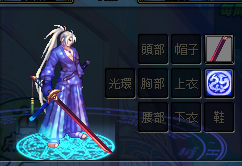 頭部 帽子
光環 胸部 上衣
腰部 下衣 鞋